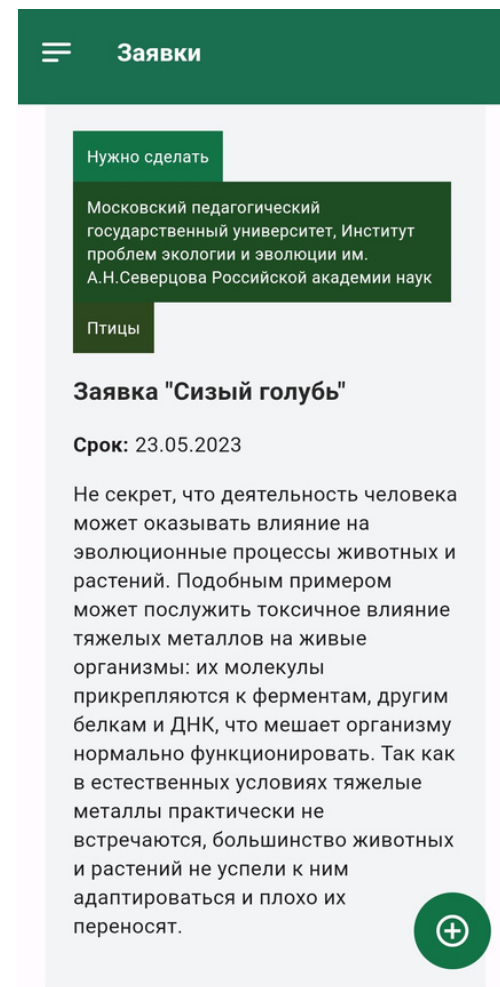 Заявки
Нужно сделать
Московский педагогический
государственный университет, Институт
проблем экологии и эволюции им.
А.Н.Северцова Российской академии наук
Птицы
Заявка "Сизый голубь"
Срок: 23.05.2023
Не секрет, что деятельность человека
может оказывать влияние на
эволюционные процессы животных и
растений. Подобным примером
может послужить токсичное влияние
тяжелых металлов на живые
организмы: их молекулы
прикрепляются к ферментам, другим
белкам и ДНК, что мешает организму
нормально функционировать. Так как
в естественных условиях тяжелые
металлы практически не
встречаются, большинство животных
и растений не успели к ним
адаптироваться и плохо их
переносят.